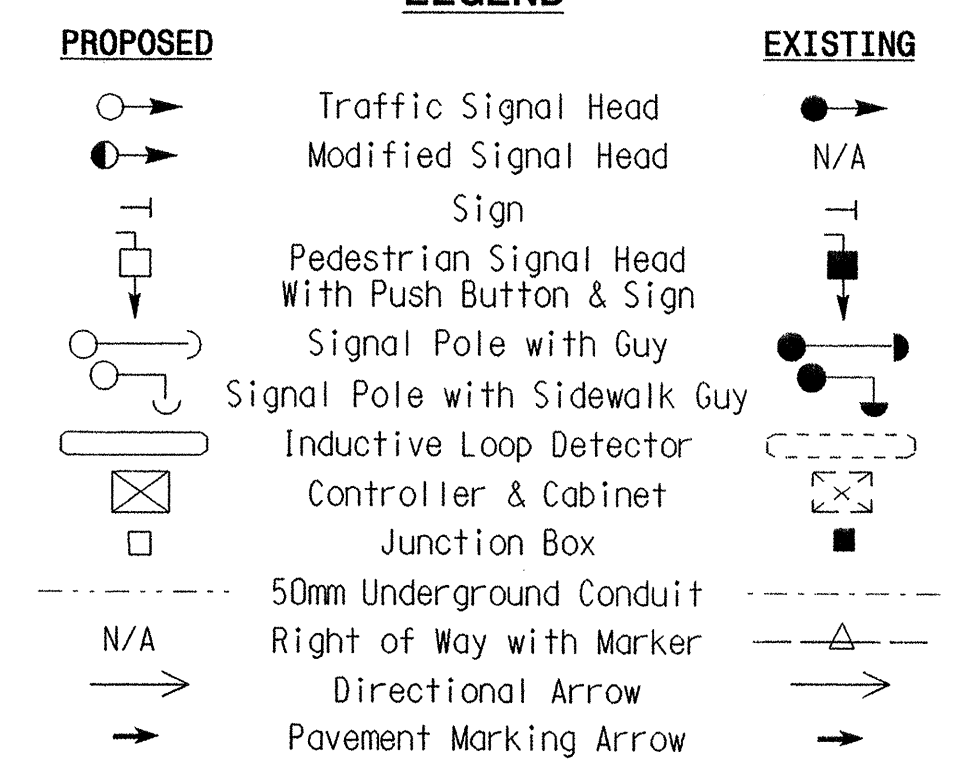 LEGEND
PROPOSED EXISTING
Traffic Signal Head
Modified Signal Head N/A
Sign
Pedestrian Signal Head
With Push Button & Sign
Signal Pole with Guy
Signal Pole with Sidewalk Guy
Inductive Loop Detector
Controller & Cabinet
Junction Box
50mm Underground Conduit
N/A Right of Way with Marker
Directional Arrow
Pavement Marking Arrow